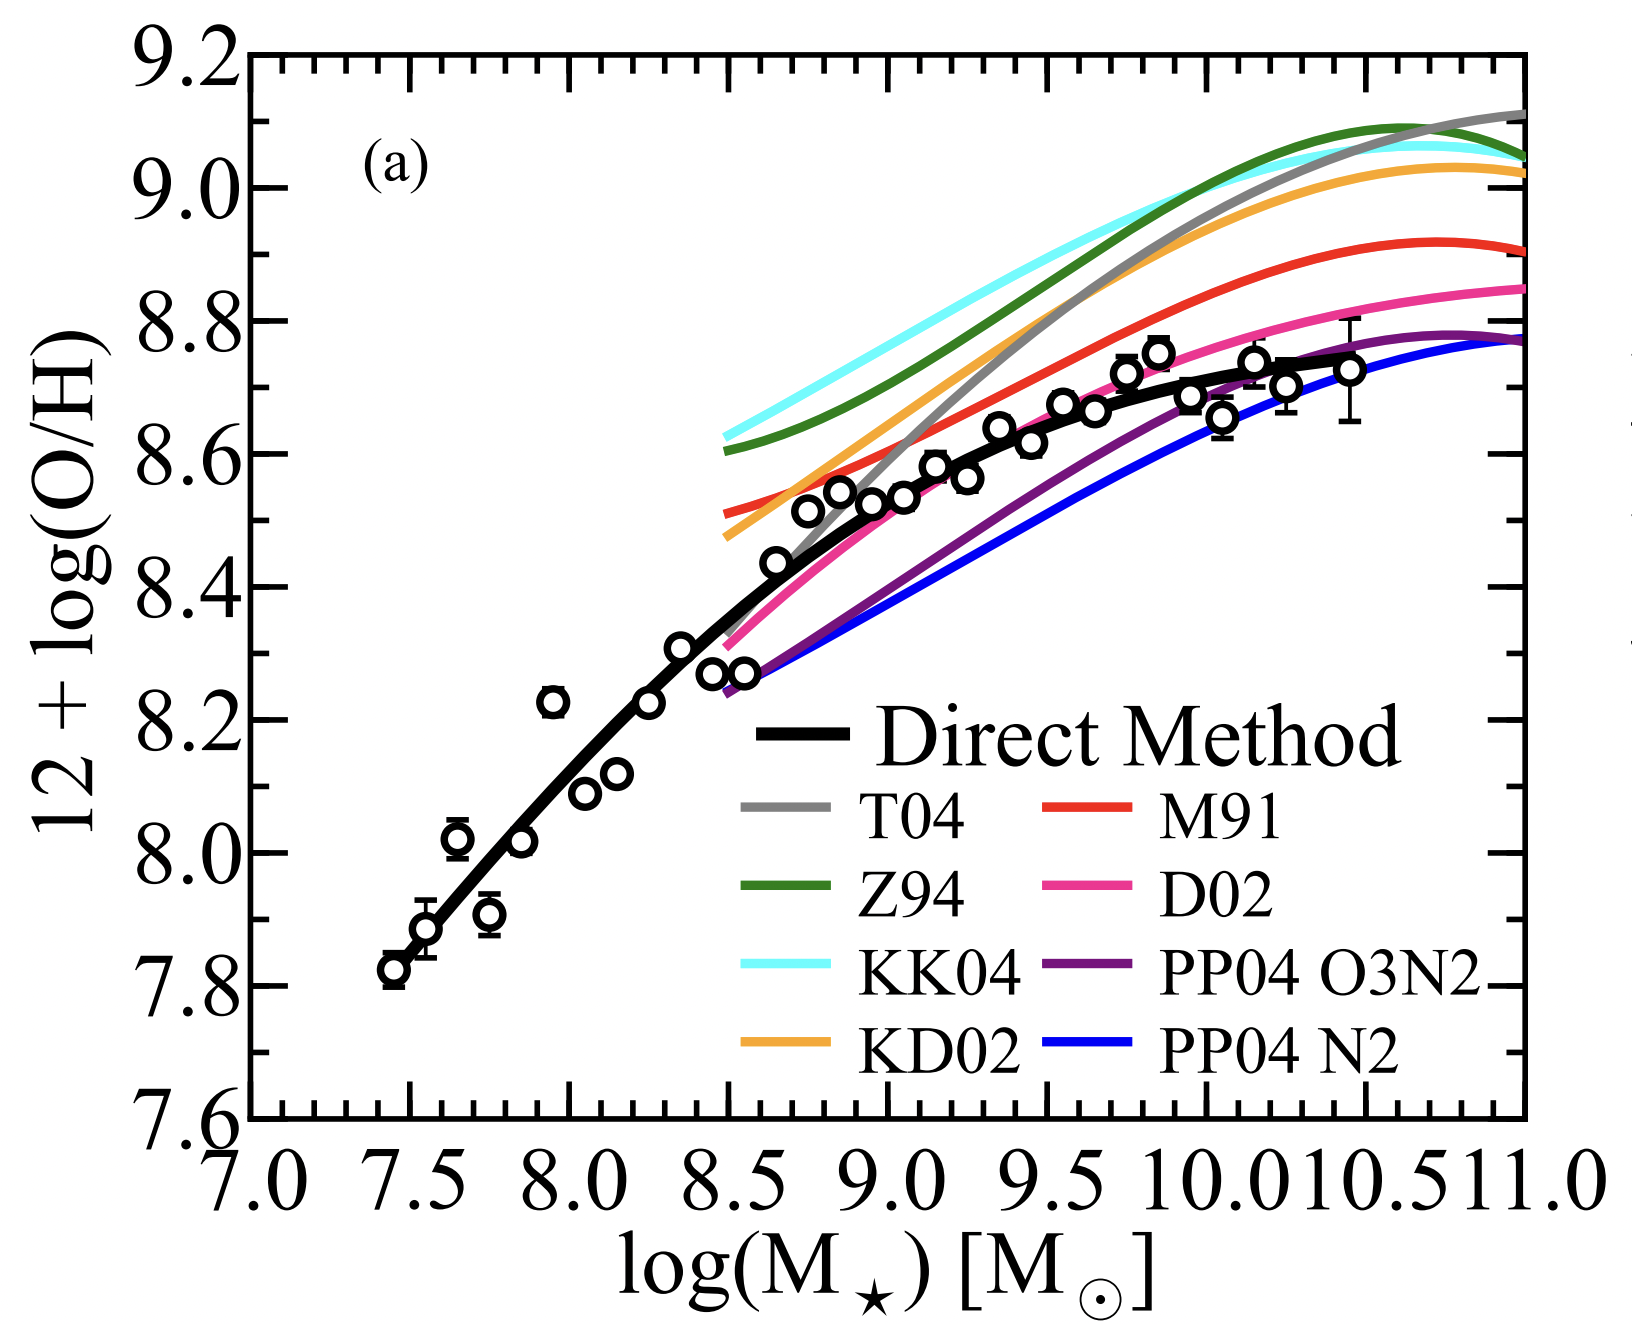 9.2
9.0
8.8
8.6
8.4
8.2
8.0
7.8
7.6
12 + log(O/H)
(a)
Direct Method
T04 M91
Z94 D02
KK04 PP04 O3N2
KD02 PP04 N2
7.0 7.5 8.0 8.5 9.0 9.5 10.0 10.5 11.0
log(M⋆) [M⊙]